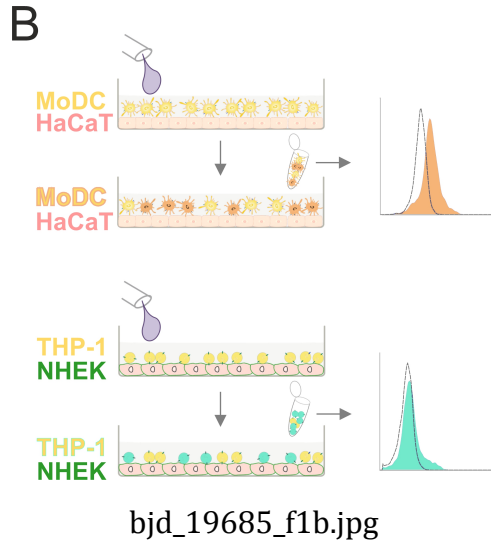 B
MoDC
HaCaT
MoDC
HaCaT
THP-1
NHEK
THP-1
NHEK
bjd_19685_f1b.jpg